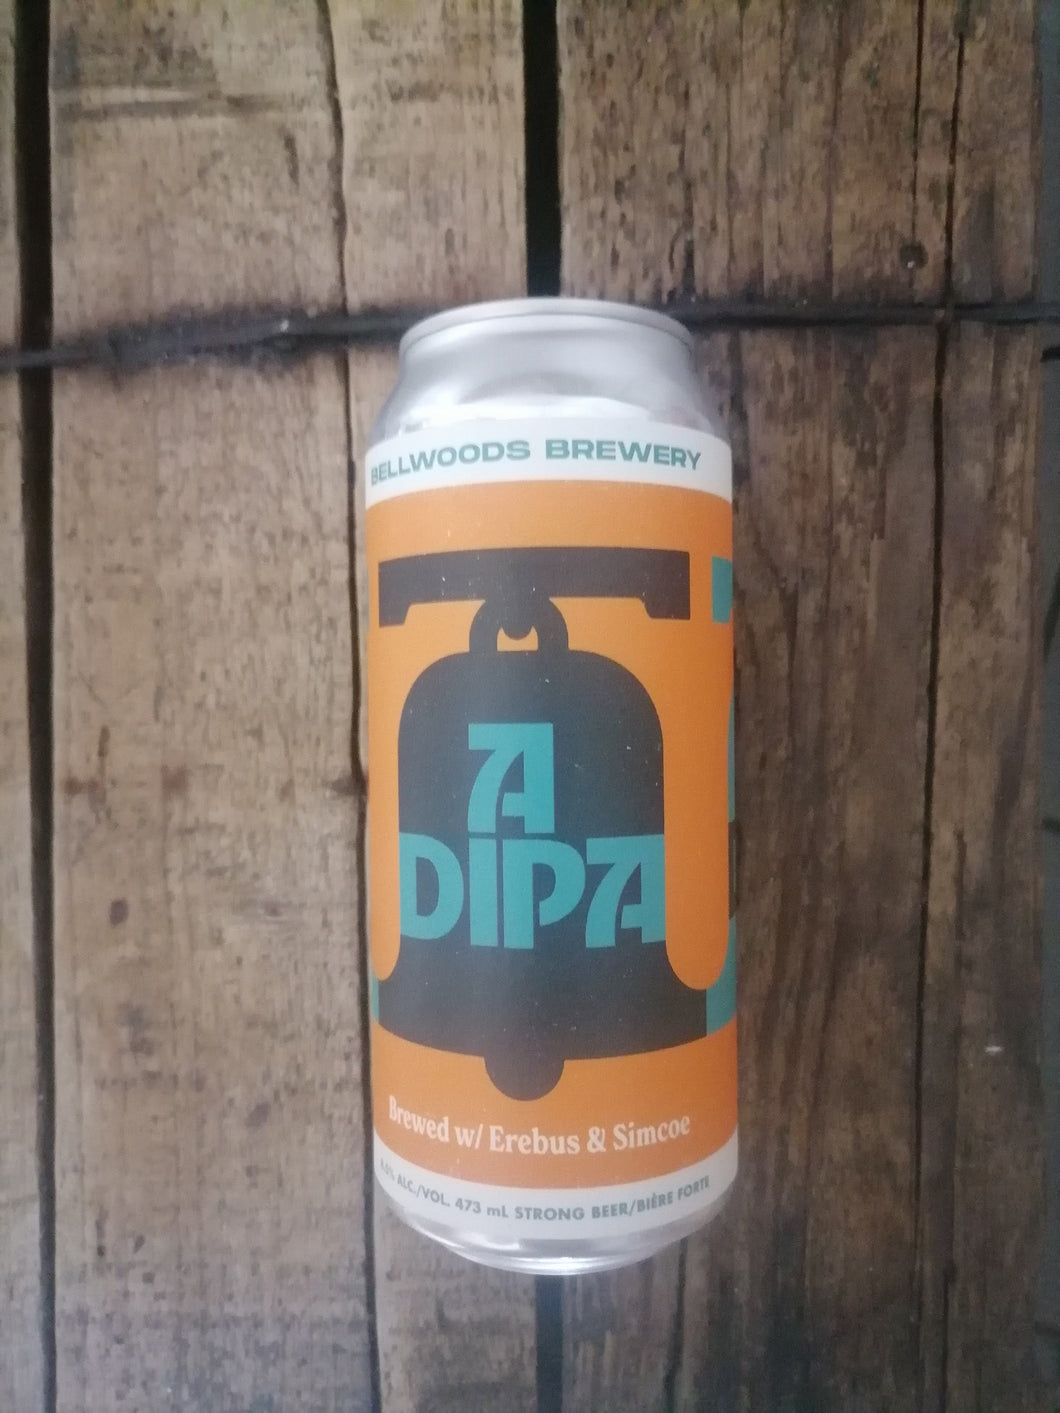 BELLWOODS BREWERY
A
DIPA
Brewed w/ Erebus & Simcoe
ALC./VOL. 473 mL STRONG BEER/BIÈRE FORTE